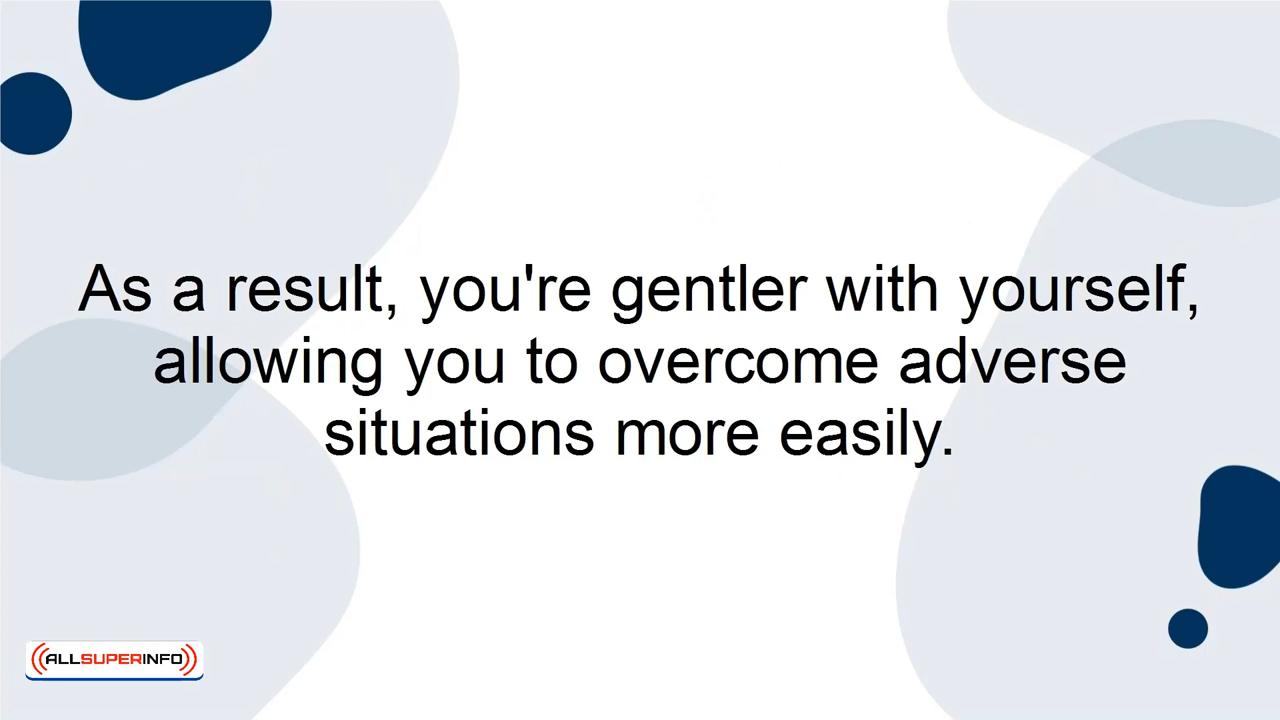 As a result, you're gentler with yourself,
allowing you to overcome adverse
situations more easily.
ALLSUPERINFO